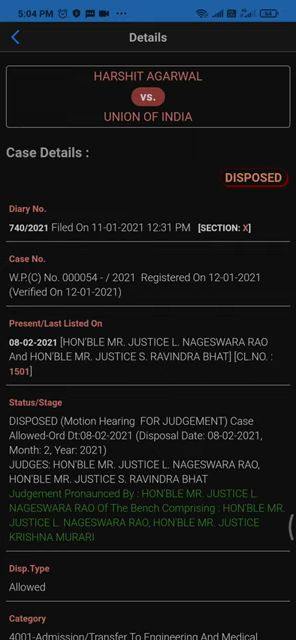 5:04 PM
Details
HARSHIT AGARWAL
vs.
UNION OF INDIA
Case Details :
DISPOSED
Diary No.
740/2021 Filed On 11-01-2021 12:31 PM [SECTION: X]
Case No.
W.P.(C) No. 000054 - / 2021 Registered On 12-01-2021
(Verified On 12-01-2021)
Present/Last Listed On
08-02-2021 [HON'BLE MR. JUSTICE L. NAGESWARA RAO
And HON'BLE MR. JUSTICE S. RAVINDRA BHAT] [CL.NO. :
1501]
Status/Stage
DISPOSED (Motion Hearing FOR JUDGEMENT) Case
Allowed-Ord Dt:08-02-2021 (Disposal Date: 08-02-2021,
Month: 2, Year: 2021)
JUDGES: HON'BLE MR. JUSTICE L. NAGESWARA RAO,
HON'BLE MR. JUSTICE S. RAVINDRA BHAT
Judgement Pronaunced By : HON'BLE MR. JUSTICE L.
NAGESWARA RAO Of The Bench Comprising : HON'BLE MR.
JUSTICE L. NAGESWARA RAO, HON'BLE MR. JUSTICE
KRISHNA MURARI
Disp.Type
Allowed
Category
4001-Admission/Transfer To Engineering And Medical